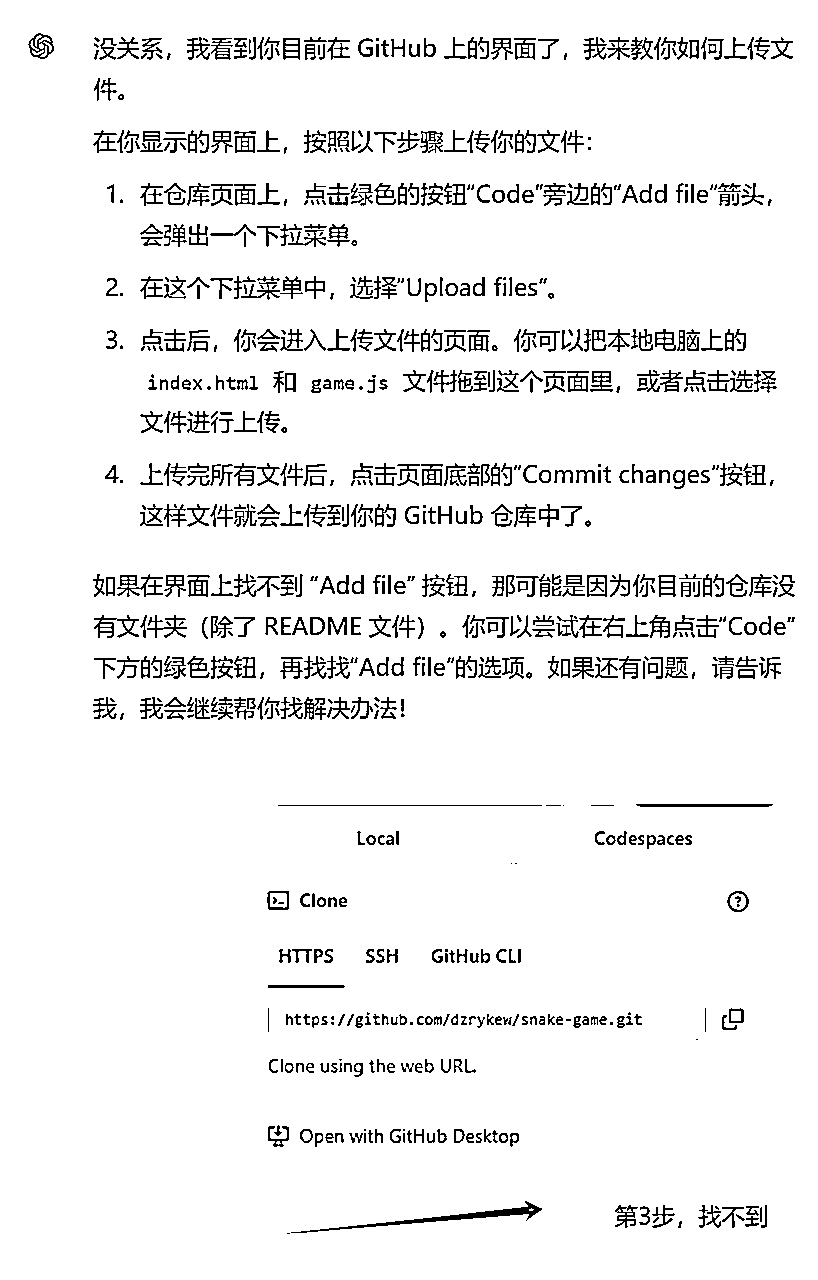 没关系，我看到你目前在 GitHub 上的界面了，我来教你如何上传文
件。
在你显示的界面上，按照以下步骤上传你的文件：
1. 在仓库页面上，点击绿色的按钮“Code”旁边的“Add file”箭头，
会弹出一个下拉菜单。
2. 在这个下拉菜单中，选择“Upload files”。
3. 点击后，你会进入上传文件的页面。你可以把本地电脑上的
index.html 和 game.js 文件拖到这个页面里，或者点击选择
文件进行上传。
4. 上传完所有文件后，点击页面底部的“Commit changes”按钮，
这样文件就会上传到你的 GitHub 仓库中了。
如果在界面上找不到 “Add file” 按钮，那可能是因为你目前的仓库没
有文件夹（除了 README 文件）。你可以尝试在右上角点击“Code”
下方的绿色按钮，再找找“Add file”的选项。如果还有问题，请告诉
我，我会继续帮你找解决办法！
Local Codespaces
Clone
HTTPS SSH GitHub CLI
https://github.com/dzrykew/snake-game.git
Clone using the web URL.
Open with GitHub Desktop
第3步，找不到